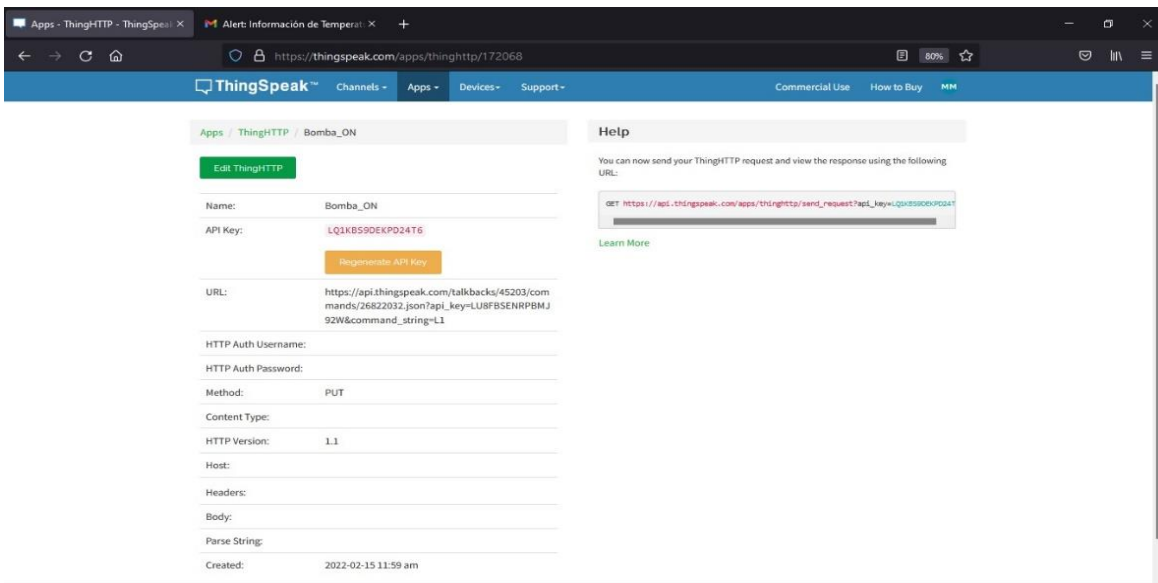 Apps - ThingHTTP - ThingSpeak
Alert: Información de Temperat
https://thingspeak.com/apps/thinghttp/172068
80%
ThingSpeak™
Channels
Apps
Devices
Support
Commercial Use
How to Buy
MM
Apps / ThingHTTP / Bomba_ON
Edit ThingHTTP
Name: Bomba_ON
API Key: LQ1KBS9DEKPD24T6
Regenerate API Key
URL: https://api.thingspeak.com/talkbacks/45203/com
mands/26822032.json?api_key=LU8FBSENRPBMJ
92W&command_string=L1
HTTP Auth Username:
HTTP Auth Password:
Method: PUT
Content Type:
HTTP Version: 1.1
Host:
Headers:
Body:
Parse String:
Created: 2022-02-15 11:59 am
Help
You can now send your ThingHTTP request and view the response using the following
URL:
GET https://api.thingspeak.com/apps/thinghttp/send_request?api_key=LQ1KBS9DEKPD24T
Learn More